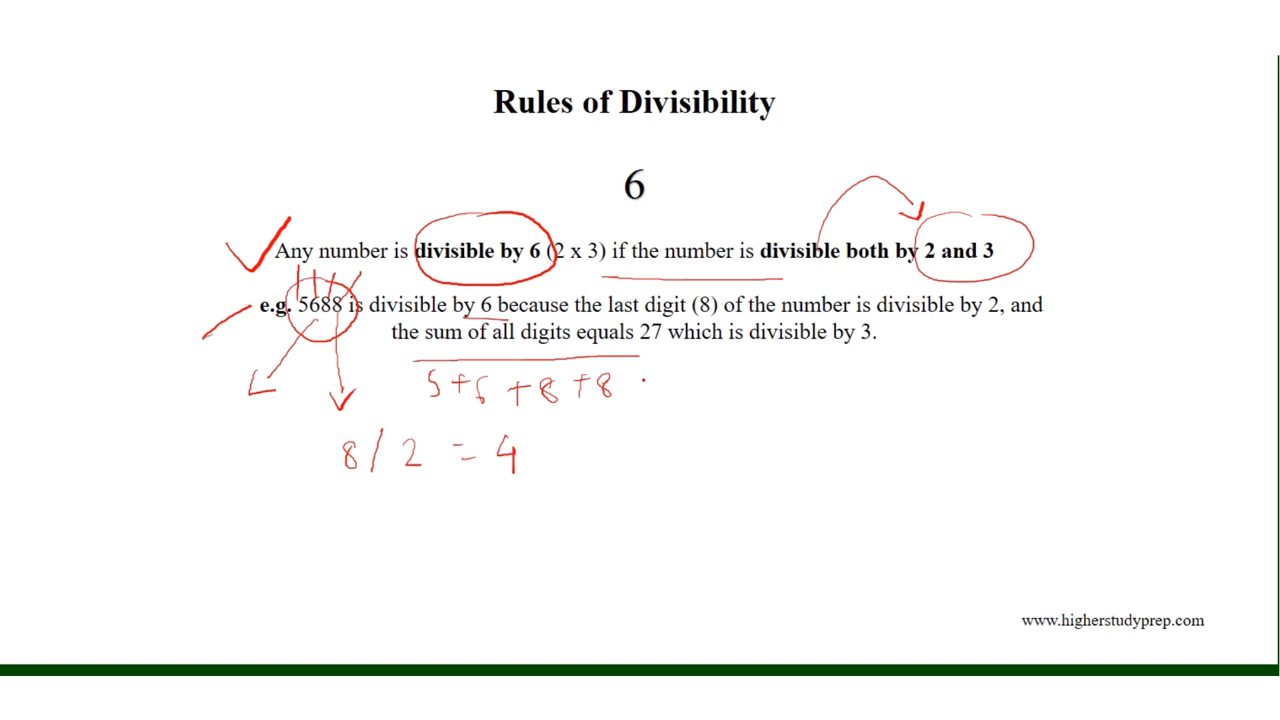 Rules of Divisibility
6
Any number is divisible by 6 (2 x 3) if the number is divisible both by 2 and 3
e.g. 5688 is divisible by 6 because the last digit (8) of the number is divisible by 2, and
the sum of all digits equals 27 which is divisible by 3.
5+6+8+8
8/2 = 4
www.higherstudyprep.com